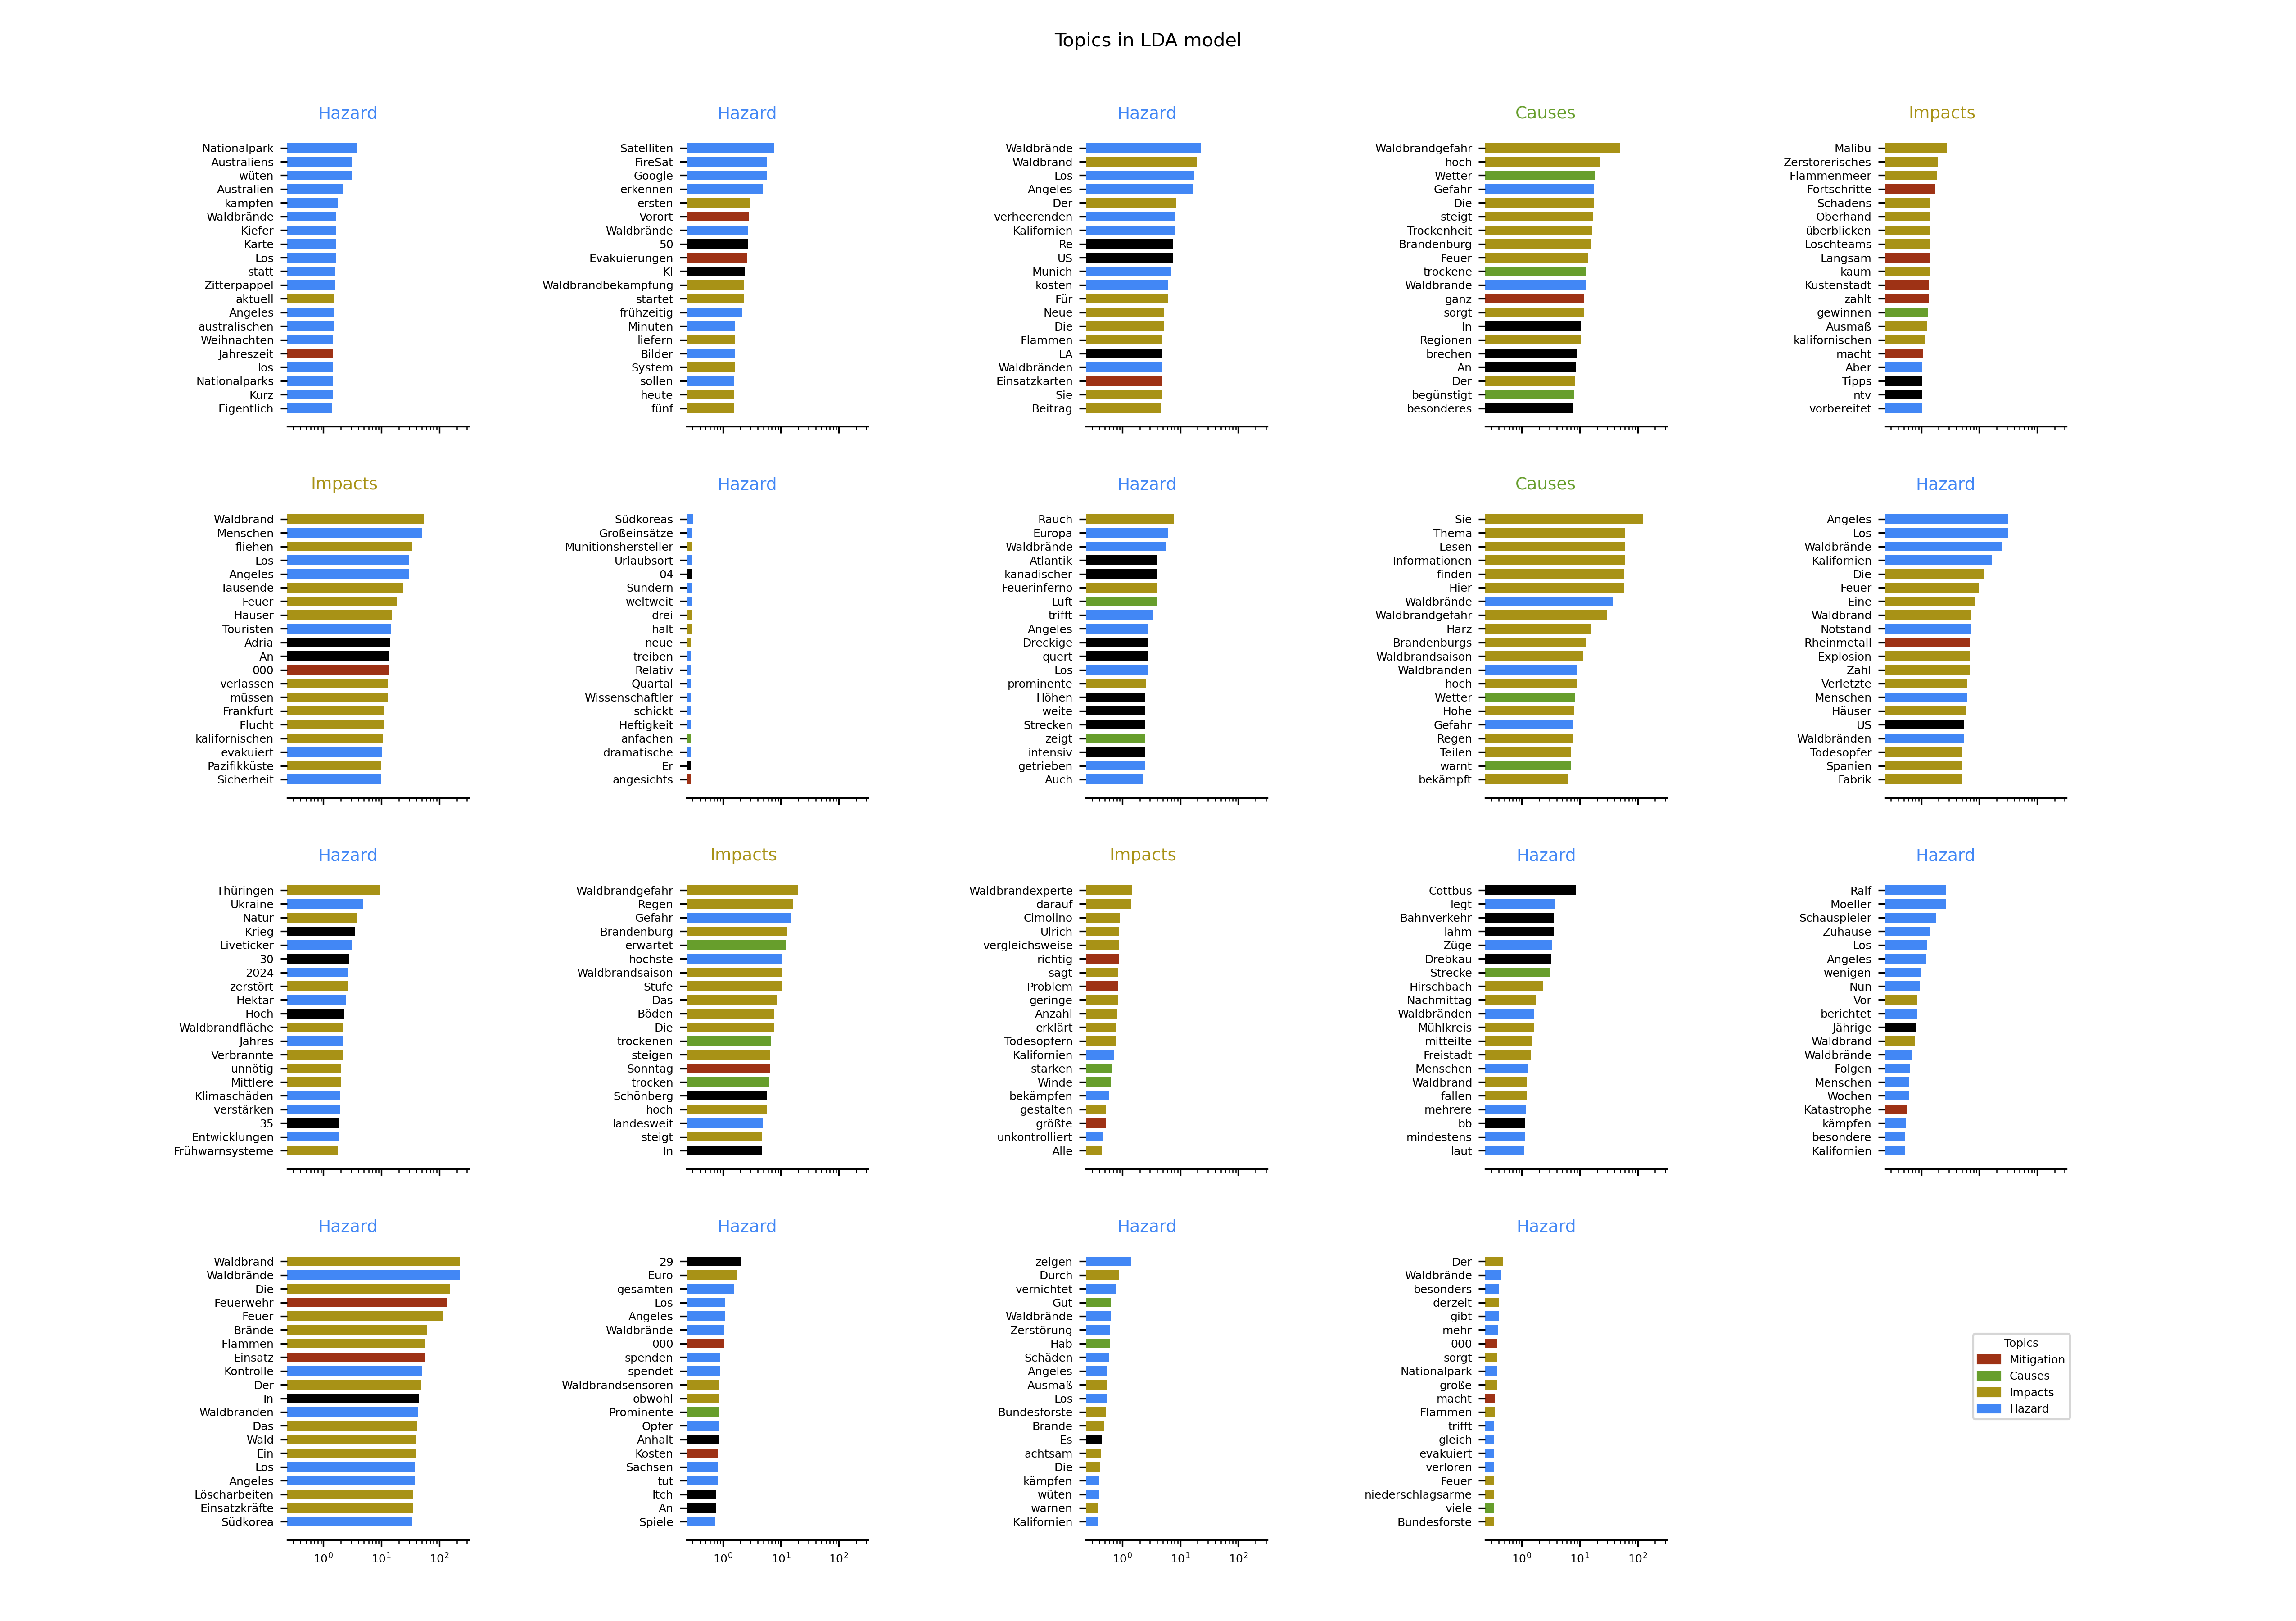 Topics in LDA model
Hazard
Nationalpark
Australiens
wüten
Australien
kämpfen
Waldbrände
Kiefer
Karte
Los
statt
Zitterpappel
aktuell
Angeles
australischen
Weihnachten
Jahreszeit
los
Nationalparks
Kurz
Eigentlich
Hazard
Satelliten
FireSat
Google
erkennen
ersten
Vorort
Waldbrände
50
Evakuierungen
KI
Waldbrandbekämpfung
startet
frühzeitig
Minuten
liefern
Bilder
System
sollen
heute
fünf
Hazard
Waldbrände
Waldbrand
Los
Angeles
Der
verheerenden
Kalifornien
Re
US
Munich
kosten
Für
Neue
Die
Flammen
LA
Waldbränden
Einsatzkarten
Sie
Beitrag
Causes
Waldbrandgefahr
hoch
Wetter
Gefahr
Die
steigt
Trockenheit
Brandenburg
Feuer
trockene
Waldbrände
ganz
sorgt
In
Regionen
brechen
An
Der
begünstigt
besonderes
Impacts
Malibu
Zerstörerisches
Flammenmeer
Fortschritte
Schadens
Oberhand
überblicken
Löschteams
Langsam
kaum
Küstenstadt
zahlt
gewinnen
Ausmaß
kalifornischen
macht
Aber
Tipps
ntv
vorbereitet
Impacts
Waldbrand
Menschen
fliehen
Los
Angeles
Tausende
Feuer
Häuser
Touristen
Adria
An
000
verlassen
müssen
Frankfurt
Flucht
kalifornischen
evakuiert
Pazifikküste
Sicherheit
Hazard
Südkoreas
Großeinsätze
Munitionshersteller
Urlaubsort
04
Sundern
weltweit
drei
hält
neue
treiben
Relativ
Quartal
Wissenschaftler
schickt
Heftigkeit
anfachen
dramatische
Er
angesichts
Hazard
Rauch
Europa
Waldbrände
Atlantik
kanadischer
Feuerinferno
Luft
trifft
Angeles
Dreckige
quert
Los
prominente
Höhen
weite
Strecken
zeigt
intensiv
getrieben
Auch
Causes
Sie
Thema
Lesen
Informationen
finden
Hier
Waldbrände
Waldbrandgefahr
Harz
Brandenburgs
Waldbrandsaison
Waldbränden
hoch
Wetter
Hohe
Gefahr
Regen
Teilen
warnt
bekämpft
Hazard
Angeles
Los
Waldbrände
Kalifornien
Die
Feuer
Eine
Waldbrand
Notstand
Rheinmetall
Explosion
Zahl
Verletzte
Menschen
Häuser
US
Waldbränden
Todesopfer
Spanien
Fabrik
Hazard
Thüringen
Ukraine
Natur
Krieg
Liveticker
30
2024
zerstört
Hektar
Hoch
Waldbrandfläche
Jahres
Verbrannte
unnötig
Mittlere
Klimaschäden
verstärken
35
Entwicklungen
Frühwarnsysteme
Impacts
Waldbrandgefahr
Regen
Gefahr
Brandenburg
erwartet
höchste
Waldbrandsaison
Stufe
Das
Böden
Die
trockenen
steigen
Sonntag
trocken
Schönberg
hoch
landesweit
steigt
In
Impacts
Waldbrandexperte
darauf
Cimolino
Ulrich
vergleichsweise
richtig
sagt
Problem
geringe
Anzahl
erklärt
Todesopfern
Kalifornien
starken
Winde
bekämpfen
gestalten
größte
unkontrolliert
Alle
Hazard
Cottbus
legt
Bahnverkehr
lahm
Züge
Drebkau
Strecke
Hirschbach
Nachmittag
Waldbränden
Mühlkreis
mitteilte
Freistadt
Menschen
Waldbrand
fallen
mehrere
bb
mindestens
laut
Hazard
Ralf
Moeller
Schauspieler
Zuhause
Los
Angeles
wenigen
Nun
Vor
berichtet
Jährige
Waldbrand
Waldbrände
Folgen
Menschen
Wochen
Katastrophe
kämpfen
besondere
Kalifornien
Hazard
Waldbrand
Waldbrände
Die
Feuerwehr
Feuer
Brände
Flammen
Einsatz
Kontrolle
Der
In
Waldbränden
Das
Wald
Ein
Los
Angeles
Löscharbeiten
Einsatzkräfte
Südkorea
10⁰ 10¹ 10²
Hazard
29
Euro
gesamten
Los
Angeles
Waldbrände
000
spenden
spendet
Waldbrandsensoren
obwohl
Prominente
Opfer
Anhalt
Kosten
Sachsen
tut
Itch
An
Spiele
10⁰ 10¹ 10²
Hazard
zeigen
Durch
vernichtet
Gut
Waldbrände
Zerstörung
Hab
Schäden
Angeles
Ausmaß
Los
Bundesforste
Brände
Es
achtsam
Die
kämpfen
wüten
warnen
Kalifornien
10⁰ 10¹ 10²
Hazard
Der
Waldbrände
besonders
derzeit
gibt
mehr
000
sorgt
Nationalpark
große
macht
Flammen
trifft
gleich
evakuiert
verloren
Feuer
niederschlagsarme
viele
Bundesforste
10⁰ 10¹ 10²
Topics
Mitigation
Causes
Impacts
Hazard